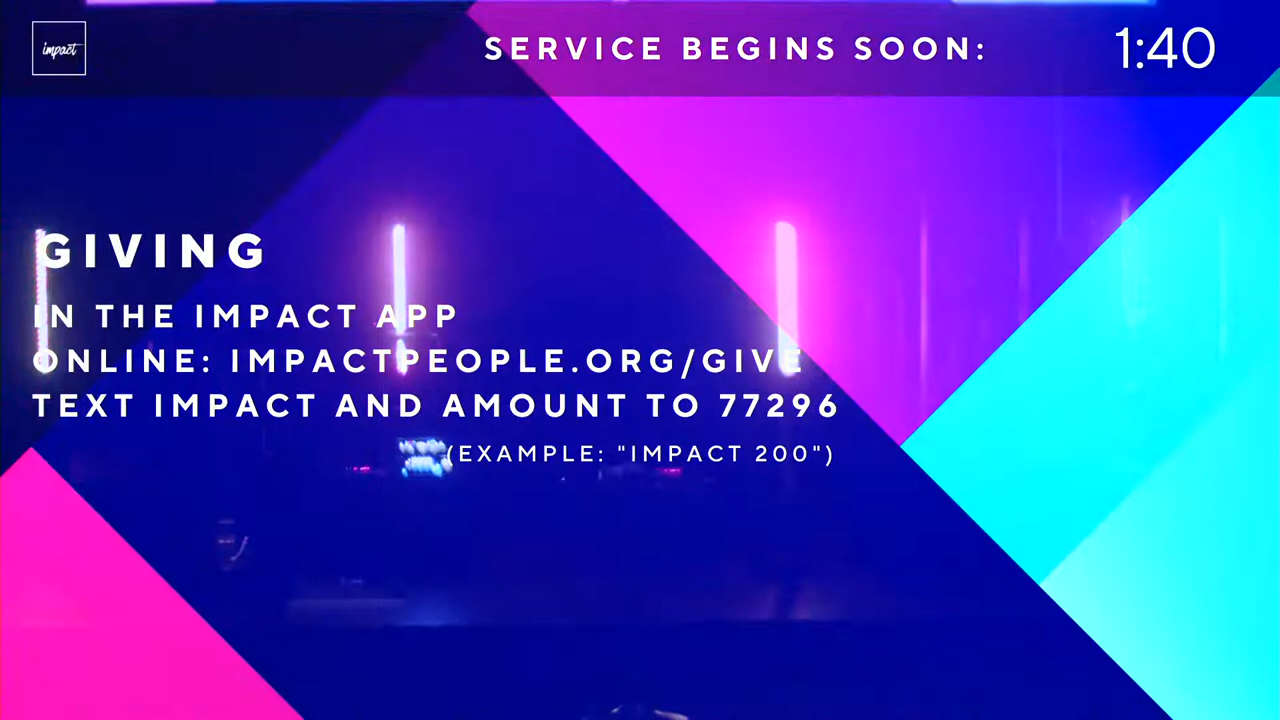 impact
SERVICE BEGINS SOON: 1:40
GIVING
IN THE IMPACT APP
ONLINE: IMPACTPEOPLE.ORG/GIVE
TEXT IMPACT AND AMOUNT TO 77296
(EXAMPLE: "IMPACT 200")